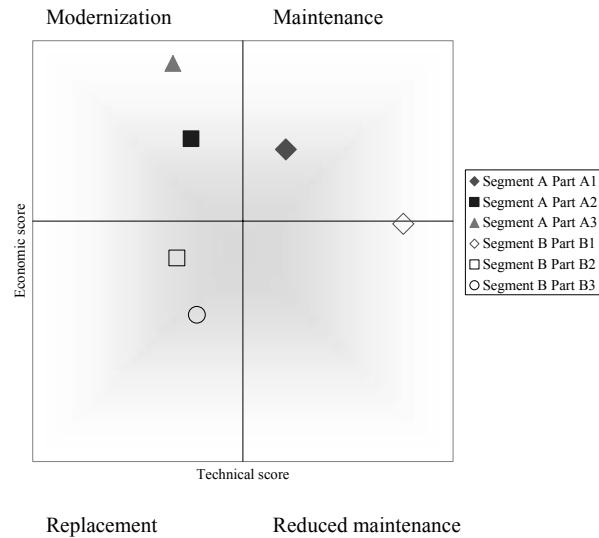 Modernization
Maintenance
Economic score
Segment A Part A1
Segment A Part A2
Segment A Part A3
Segment B Part B1
Segment B Part B2
Segment B Part B3
Technical score
Replacement
Reduced maintenance